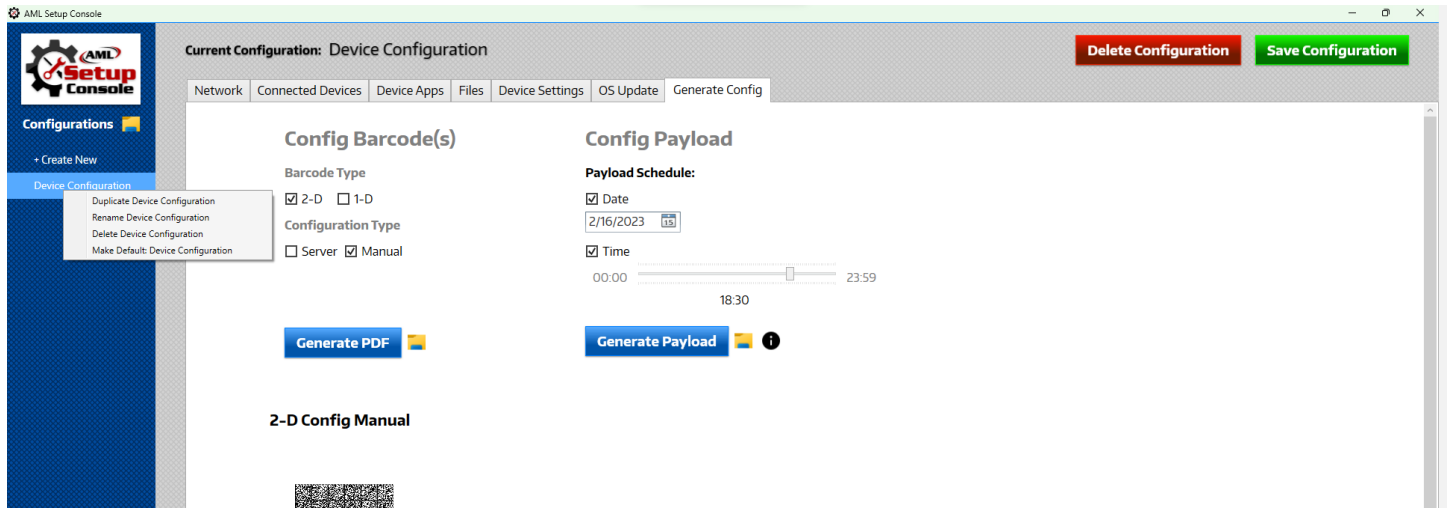 AML Setup Console
AML
Setup
Console
Configurations
+ Create New
Device Configuration
Duplicate Device Configuration
Rename Device Configuration
Delete Device Configuration
Make Default: Device Configuration
Current Configuration: Device Configuration
Delete Configuration
Save Configuration
Network
Connected Devices
Device Apps
Files
Device Settings
OS Update
Generate Config
Config Barcode(s)
Barcode Type
2-D 1-D
Configuration Type
Server Manual
Generate PDF
Config Payload
Payload Schedule:
Date
2/16/2023 15
Time
00:00 23:59
18:30
Generate Payload i
2-D Config Manual